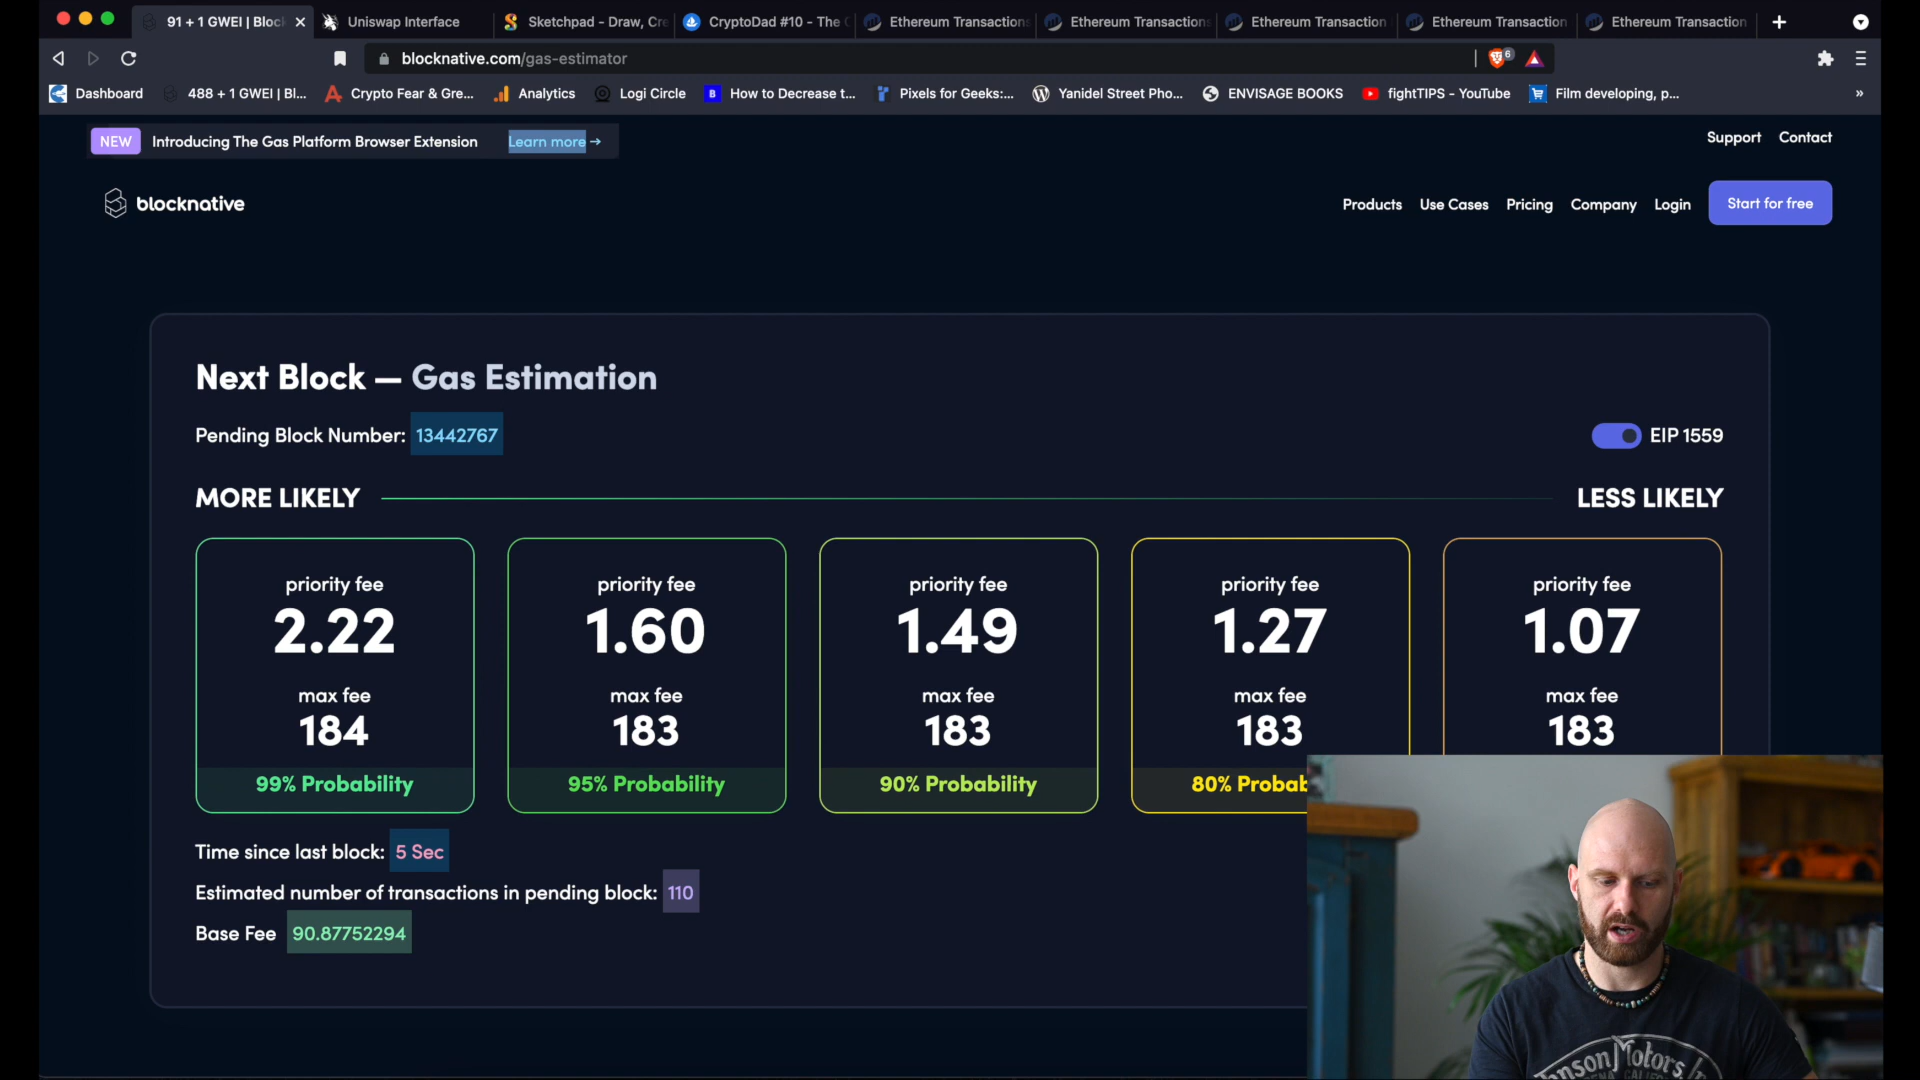 91 + 1 GWEI | Block
Uniswap Interface
Sketchpad - Draw, Cre
CryptoDad #10 - The
Ethereum Transaction
Ethereum Transactions
Ethereum Transaction
Ethereum Transaction
Ethereum Transaction
blocknative.com/gas-estimator
6
Dashboard
488 + 1 GWEI | Bl...
Crypto Fear & Gre...
Analytics
Logi Circle
B
How to Decrease t...
Pixels for Geeks:...
Yanidel Street Pho...
ENVISAGE BOOKS
fightTIPS - YouTube
Film developing, p...
»
NEW Introducing The Gas Platform Browser Extension Learn more →
Support Contact
blocknative
Products Use Cases Pricing Company Login Start for free
Next Block — Gas Estimation
Pending Block Number: 13442767
EIP 1559
MORE LIKELY
LESS LIKELY
priority fee
2.22
max fee
184
99% Probability
priority fee
1.60
max fee
183
95% Probability
priority fee
1.49
max fee
183
90% Probability
priority fee
1.27
max fee
183
80% Probab
priority fee
1.07
max fee
183
Time since last block: 5 Sec
Estimated number of transactions in pending block: 110
Base Fee 90.87752294
Motors